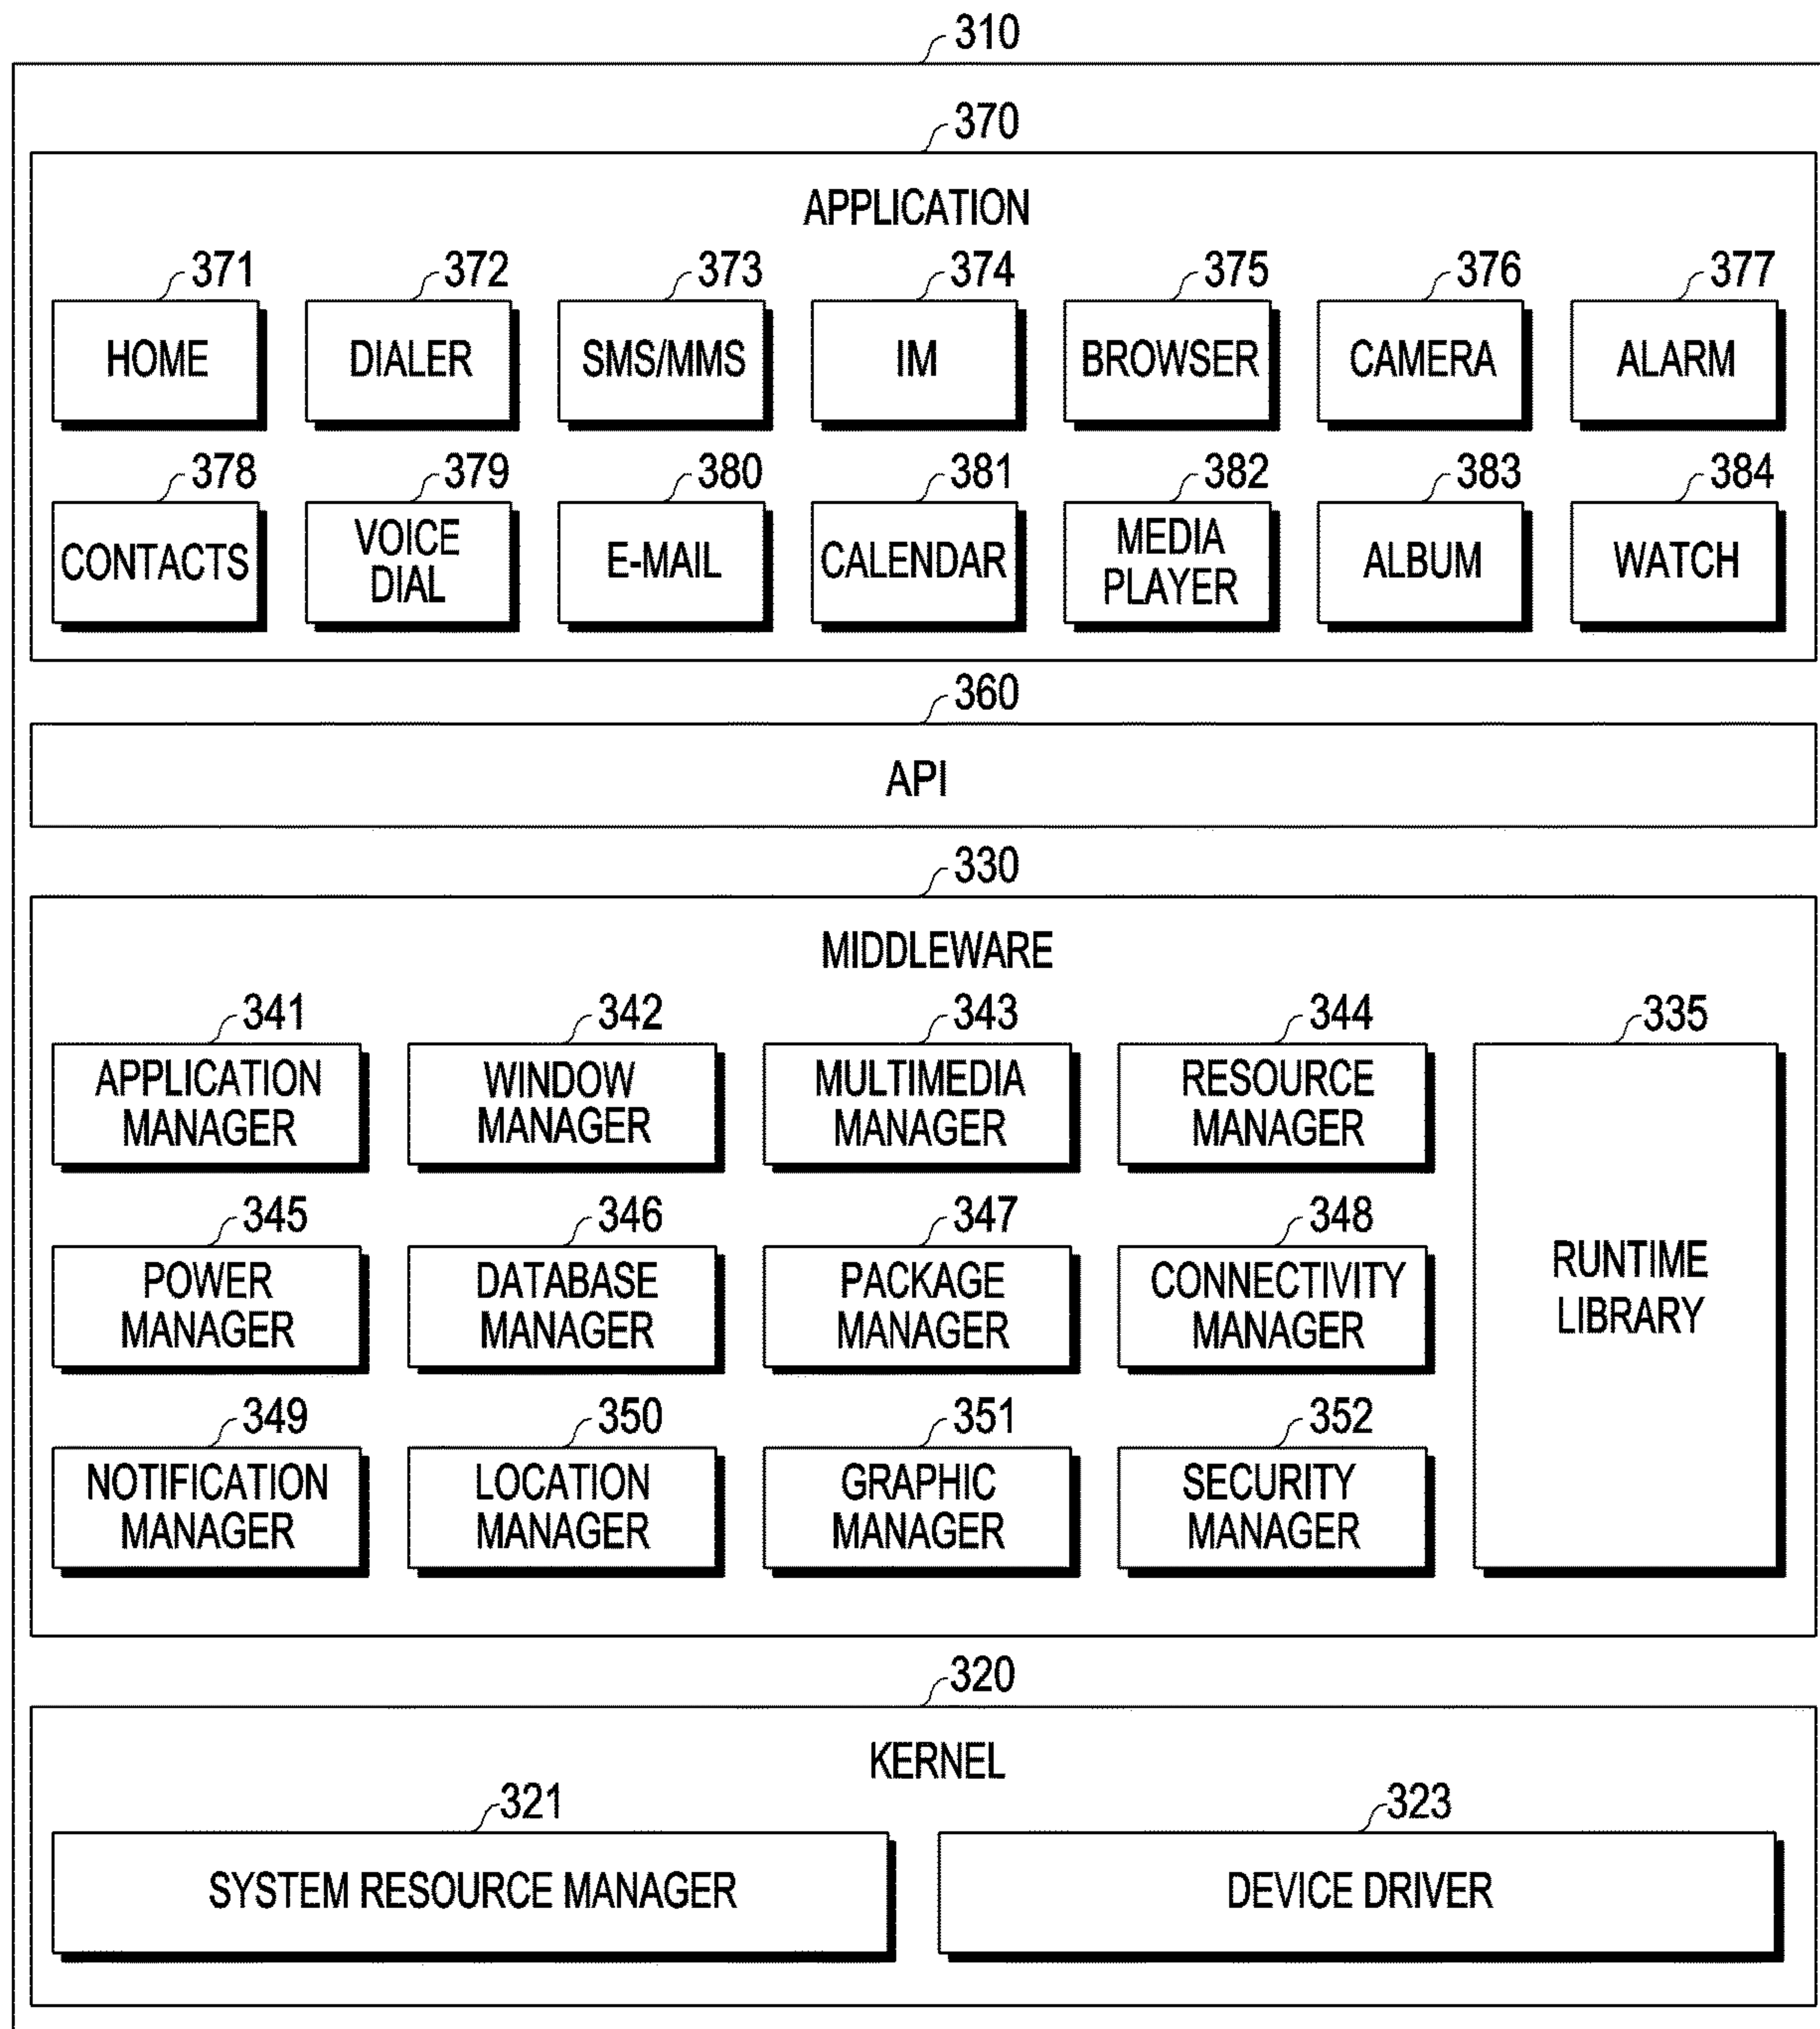 310
370
APPLICATION
371 372 373 374 375 376 377
HOME DIALER SMS/MMS IM BROWSER CAMERA ALARM
378 379 380 381 382 383 384
CONTACTS
VOICE
DIAL
E-MAIL
CALENDAR
MEDIA
PLAYER
ALBUM
WATCH
360
API
330
MIDDLEWARE
341 342 343 344 335
APPLICATION
MANAGER
WINDOW
MANAGER
MULTIMEDIA
MANAGER
RESOURCE
MANAGER
RUNTIME
LIBRARY
345 346 347 348
POWER
MANAGER
DATABASE
MANAGER
PACKAGE
MANAGER
CONNECTIVITY
MANAGER
349 350 351 352
NOTIFICATION
MANAGER
LOCATION
MANAGER
GRAPHIC
MANAGER
SECURITY
MANAGER
320
KERNEL
321 323
SYSTEM RESOURCE MANAGER
DEVICE DRIVER